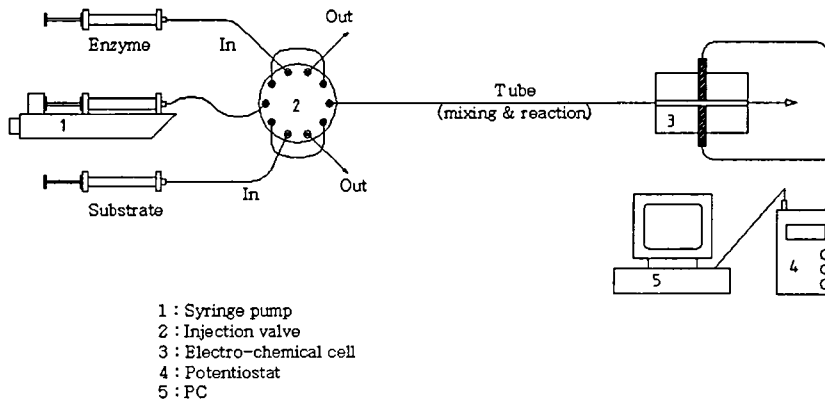 Out
Enzyme
In
2
Tube
(mixing & reaction)
3
1
Out
In
Substrate
4
5
1 : Syringe pump
2 : Injection valve
3 : Electro-chemical cell
4 : Potentiostat
5 : PC